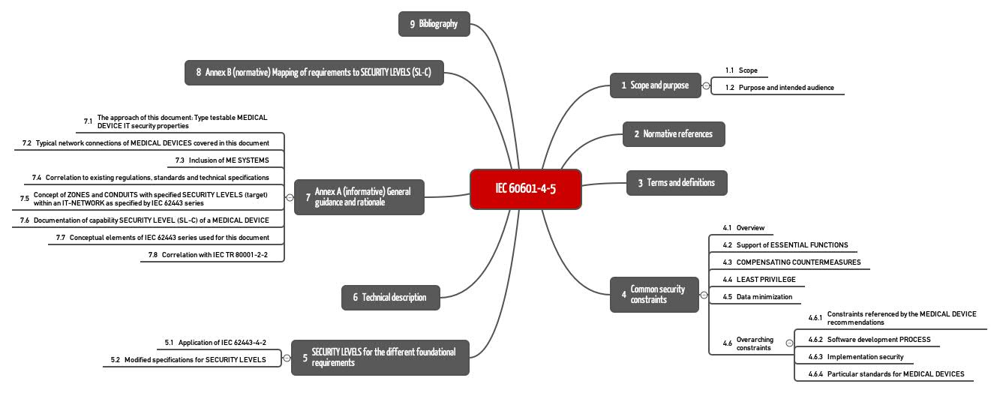 IEC 60601-4-5
1 Scope and purpose
1.1 Scope
1.2 Purpose and intended audience
2 Normative references
3 Terms and definitions
4 Common security
constraints
4.1 Overview
4.2 Support of ESSENTIAL FUNCTIONS
4.3 COMPENSATING COUNTERMEASURES
4.4 LEAST PRIVILEGE
4.5 Data minimization
4.6 Overarching
constraints
4.6.1 Constraints referenced by the MEDICAL DEVICE
recommendations
4.6.2 Software development PROCESS
4.6.3 Implementation security
4.6.4 Particular standards for MEDICAL DEVICES
5 SECURITY LEVELS for the different foundational
requirements
5.1 Application of IEC 62443-4-2
5.2 Modified specifications for SECURITY LEVELS
6 Technical description
7 Annex A (informative) General
guidance and rationale
7.1 The approach of this document: Type testable MEDICAL
DEVICE IT security properties
7.2 Typical network connections of MEDICAL DEVICES covered in this document
7.3 Inclusion of ME SYSTEMS
7.4 Correlation to existing regulations, standards and technical specifications
7.5 Concept of ZONES and CONDUITS with specified SECURITY LEVELS (target)
within an IT-NETWORK as specified by IEC 62443 series
7.6 Documentation of capability SECURITY LEVEL (SL-C) of a MEDICAL DEVICE
7.7 Conceptual elements of IEC 62443 series used for this document
7.8 Correlation with IEC TR 80001-2-2
8 Annex B (normative) Mapping of requirements to SECURITY LEVELS (SL-C)
9 Bibliography